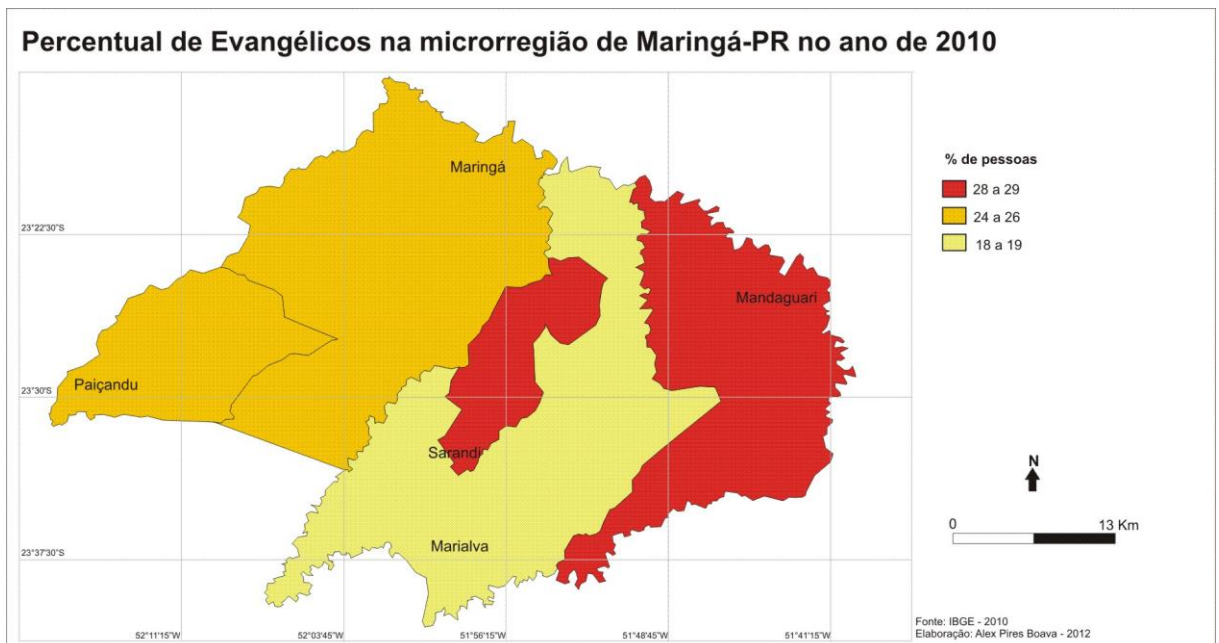 Percentual de Evangélicos na microrregião de Maringá-PR no ano de 2010
Maringá
% de pessoas
28 a 29
24 a 26
18 a 19
23°22'30"S
Mandaguari
Paiçandu
23°30'S
Sarandi
N
0 13 Km
Marialva
23°37'30"S
52°11'15"W 52°03'45"W 51°56'15"W 51°48'45"W 51°41'15"W
Fonte: IBGE - 2010
Elaboração: Alex Pires Boava - 2012